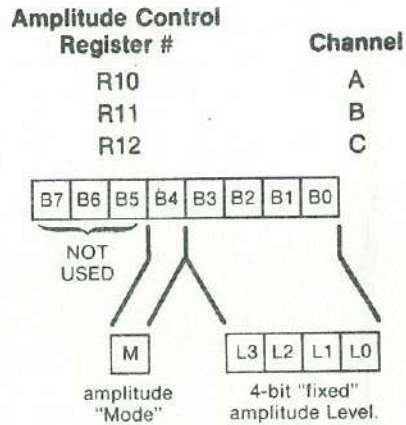 Amplitude Control
Register # Channel
R10 A
R11 B
R12 C
B7 B6 B5 B4 B3 B2 B1 B0
NOT
USED
M L3 L2 L1 L0
amplitude 4-bit "fixed"
"Mode" amplitude Level.